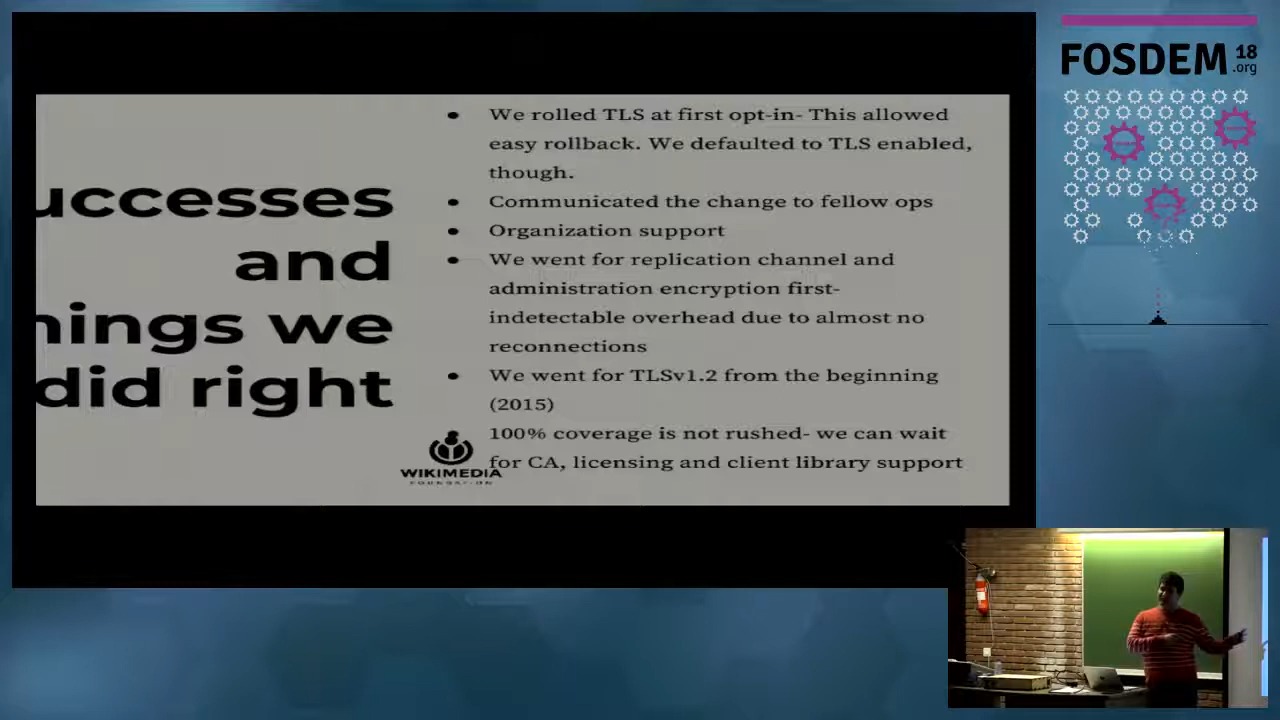 uccesses
and
nings we
did right
● We rolled TLS at first opt-in- This allowed
easy rollback. We defaulted to TLS enabled,
though.
● Communicated the change to fellow ops
● Organization support
● We went for replication channel and
administration encryption first-
indetectable overhead due to almost no
reconnections
● We went for TLSv1.2 from the beginning
(2015)
100% coverage is not rushed- we can wait
for CA, licensing and client library support
WIKIMEDIA
FOUNDATION
FOSDEM 18
.org